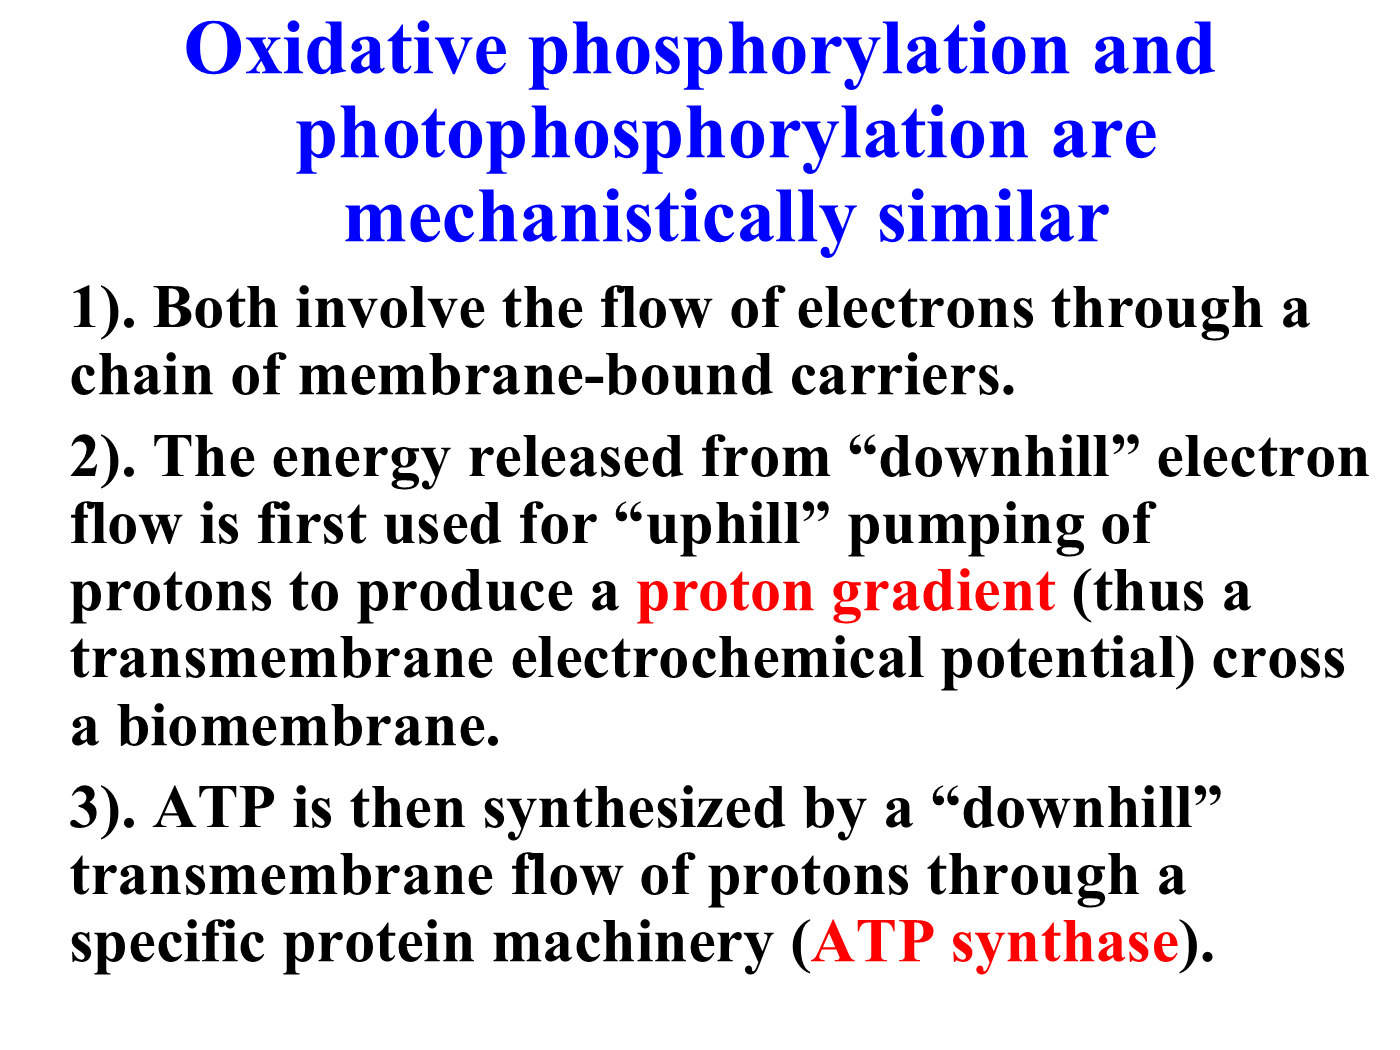 Oxidative phosphorylation and
photophosphorylation are
mechanistically similar
1). Both involve the flow of electrons through a
chain of membrane-bound carriers.
2). The energy released from “downhill” electron
flow is first used for “uphill” pumping of
protons to produce a proton gradient (thus a
transmembrane electrochemical potential) cross
a biomembrane.
3). ATP is then synthesized by a “downhill”
transmembrane flow of protons through a
specific protein machinery (ATP synthase).